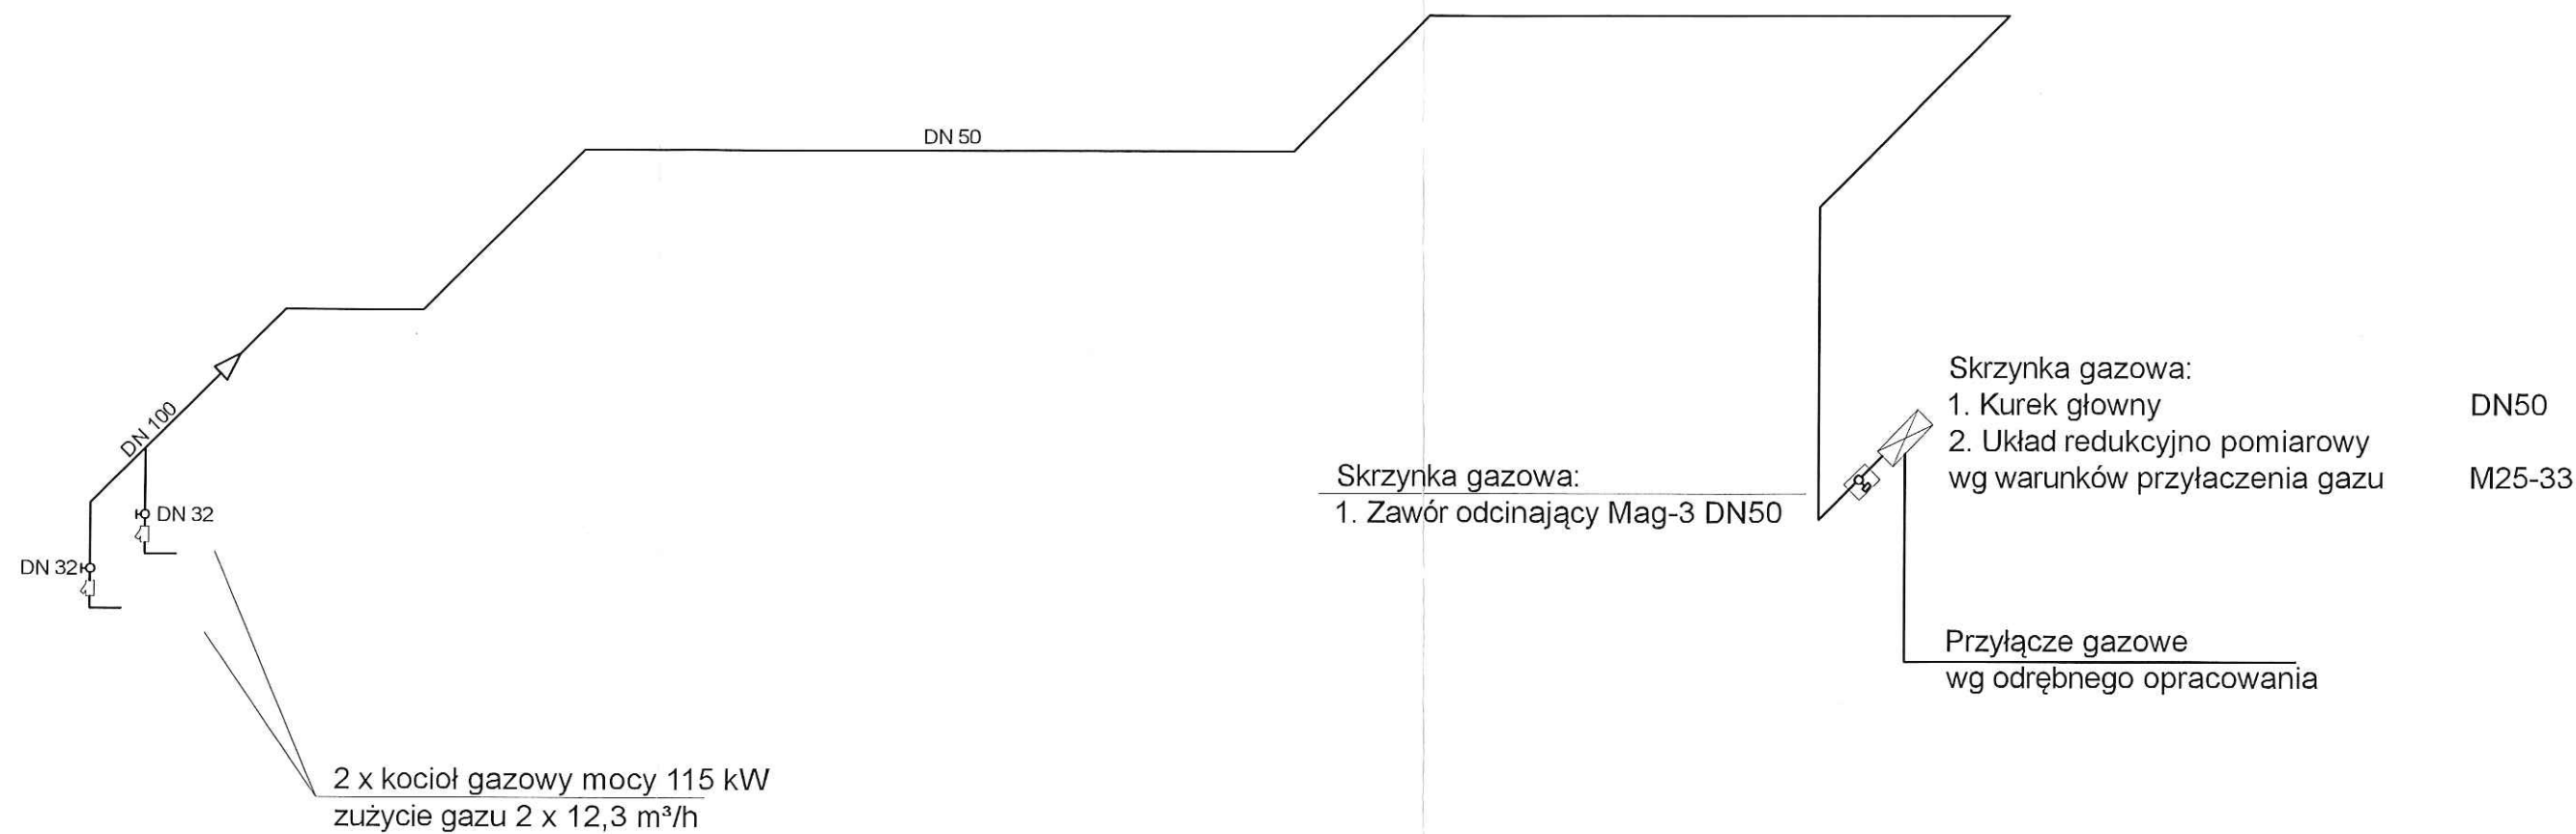 DN 50
DN 100
DN 32
DN 32
Skrzynka gazowa:
1. Kurek głowny DN50
2. Układ redukcyjno pomiarowy
wg warunków przyłaczenia gazu M25-33
Skrzynka gazowa:
1. Zawór odcinający Mag-3 DN50
Przyłącze gazowe
wg odrębnego opracowania
2 x kocioł gazowy mocy 115 kW
zużycie gazu 2 x 12,3 m³/h